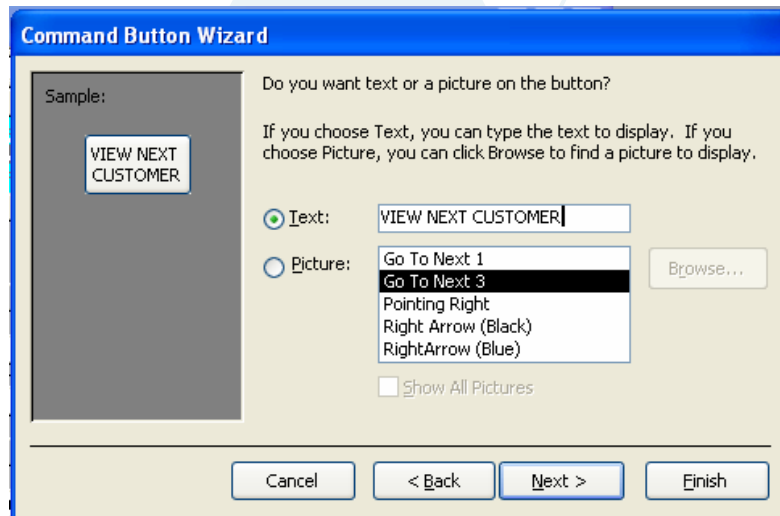 Command Button Wizard
Sample:
VIEW NEXT
CUSTOMER
Do you want text or a picture on the button?
If you choose Text, you can type the text to display. If you
choose Picture, you can click Browse to find a picture to display.
Text: VIEW NEXT CUSTOMER
Picture: Go To Next 1
Go To Next 3
Pointing Right
Right Arrow (Black)
RightArrow (Blue)
Browse...
Show All Pictures
Cancel < Back Next > Finish